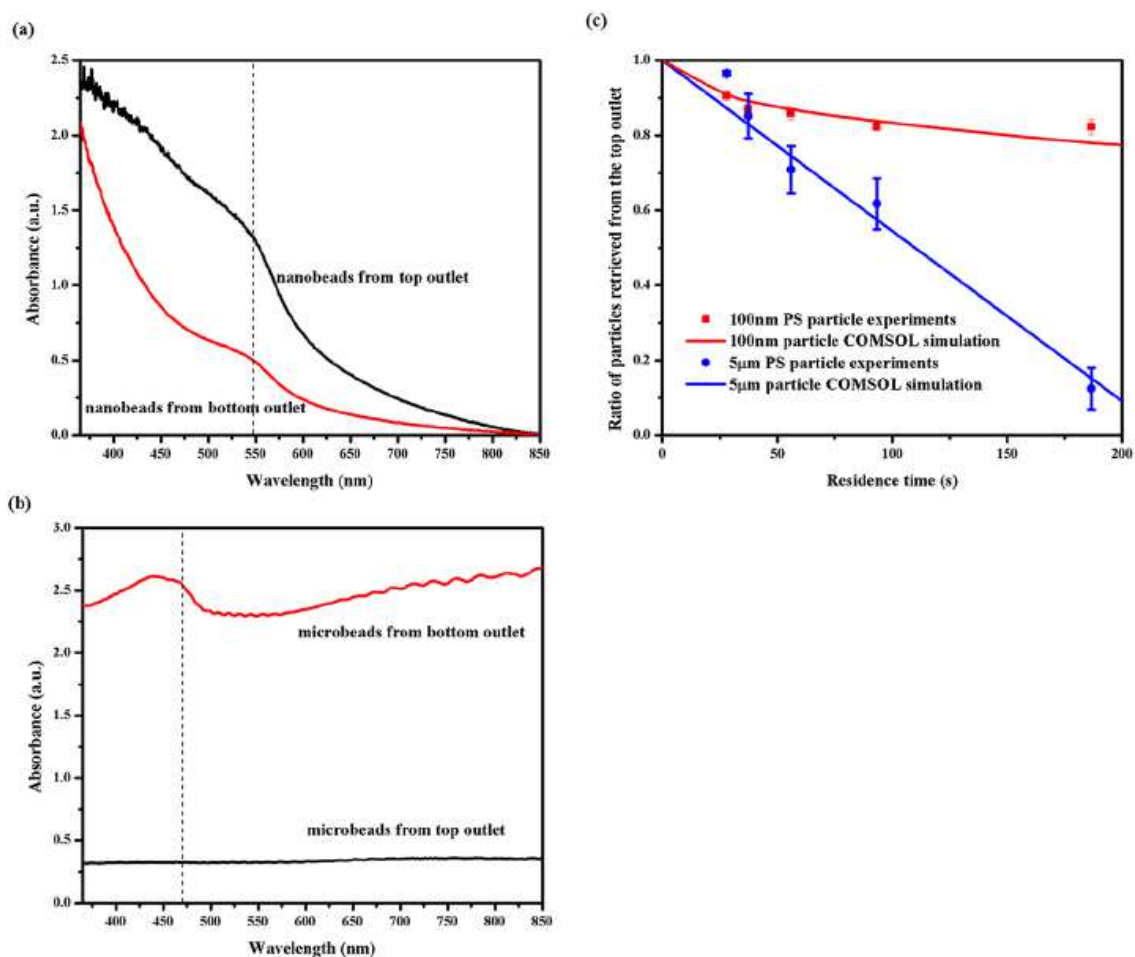 (a)
2.5
2.0
1.5
1.0
0.5
0.0
Absorbance (a.u.)
nanobeads from top outlet
nanobeads from bottom outlet
400 450 500 550 600 650 700 750 800 850
Wavelength (nm)
(b)
3.0
2.5
2.0
1.5
1.0
0.5
0.0
Absorbance (a.u.)
microbeads from bottom outlet
microbeads from top outlet
400 450 500 550 600 650 700 750 800 850
Wavelength (nm)
(c)
1.0
0.8
0.6
0.4
0.2
0.0
Ratio of particles retrieved from the top outlet
100nm PS particle experiments
100nm particle COMSOL simulation
5μm PS particle experiments
5μm particle COMSOL simulation
0 50 100 150 200
Residence time (s)